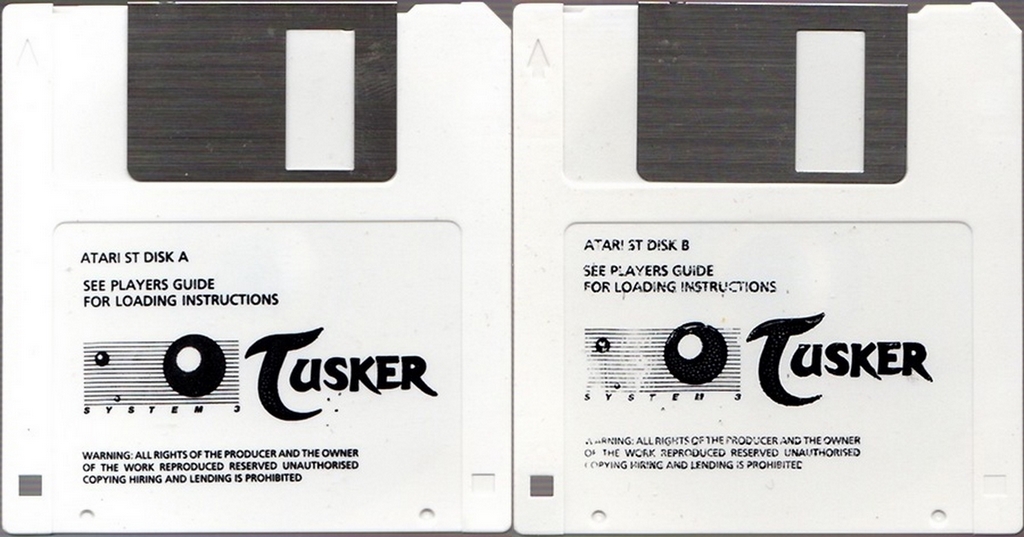 ATARI ST DISK A
SEE PLAYERS GUIDE
FOR LOADING INSTRUCTIONS
SYSTEM 3
TUSKER
WARNING: ALL RIGHTS OF THE PRODUCER AND THE OWNER
OF THE WORK REPRODUCED RESERVED UNAUTHORISED
COPYING HIRING AND LENDING IS PROHIBITED
ATARI ST DISK B
SEE PLAYERS GUIDE
FOR LOADING INSTRUCTIONS
SYSTEM 3
TUSKER
WARNING: ALL RIGHTS OF THE PRODUCER AND THE OWNER
OF THE WORK REPRODUCED RESERVED UNAUTHORISED
COPYING HIRING AND LENDING IS PROHIBITED